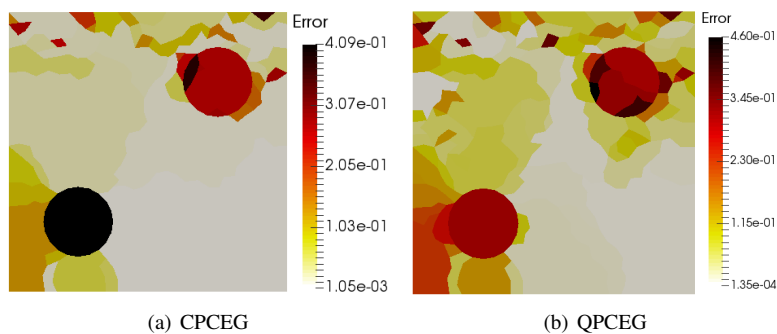 Error
4.09e-01
3.07e-01
2.05e-01
1.03e-01
1.05e-03
(a) CPCEG
Error
4.60e-01
3.45e-01
2.30e-01
1.15e-01
1.35e-04
(b) QPCEG